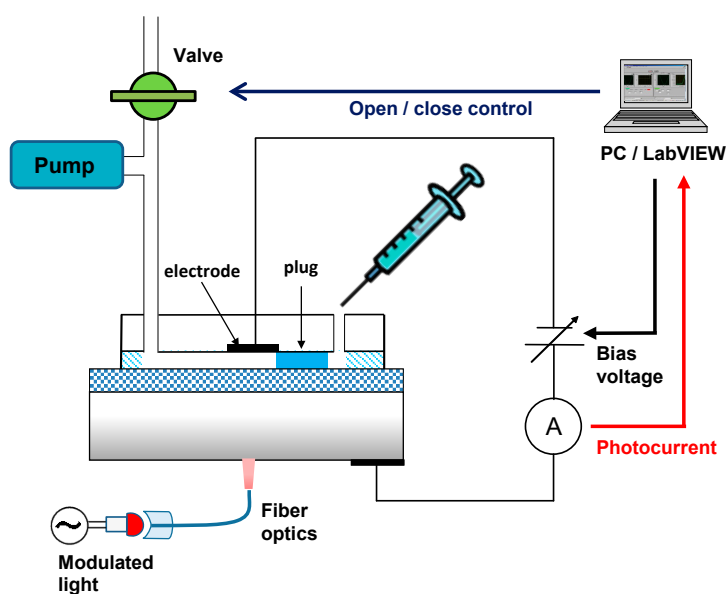 Valve
Open / close control
PC / LabVIEW
Pump
electrode
plug
Bias
voltage
A
Photocurrent
Fiber
optics
Modulated
light